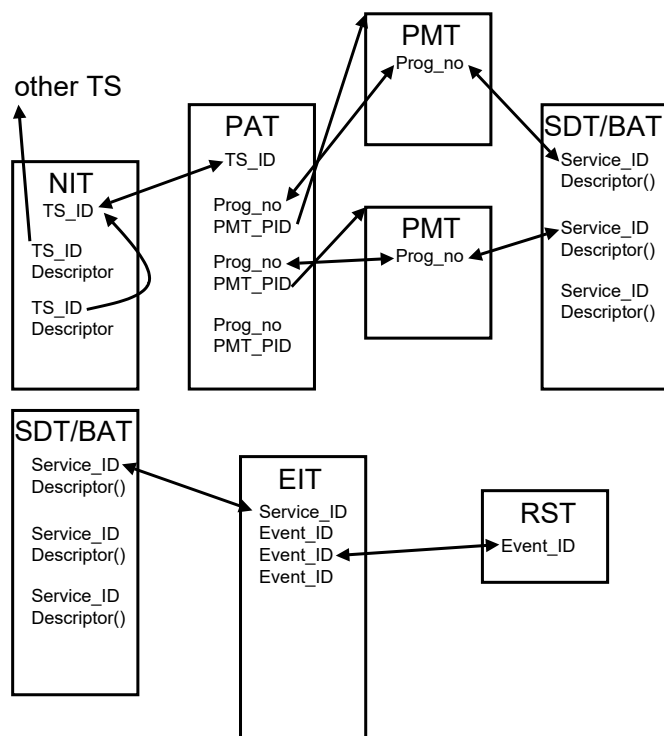 other TS
NIT
TS_ID
TS_ID
Descriptor
TS_ID
Descriptor
PAT
TS_ID
Prog_no
PMT_PID
Prog_no
PMT_PID
Prog_no
PMT_PID
PMT
Prog_no
PMT
Prog_no
SDT/BAT
Service_ID
Descriptor()
Service_ID
Descriptor()
Service_ID
Descriptor()
SDT/BAT
Service_ID
Descriptor()
Service_ID
Descriptor()
Service_ID
Descriptor()
EIT
Service_ID
Event_ID
Event_ID
Event_ID
RST
Event_ID